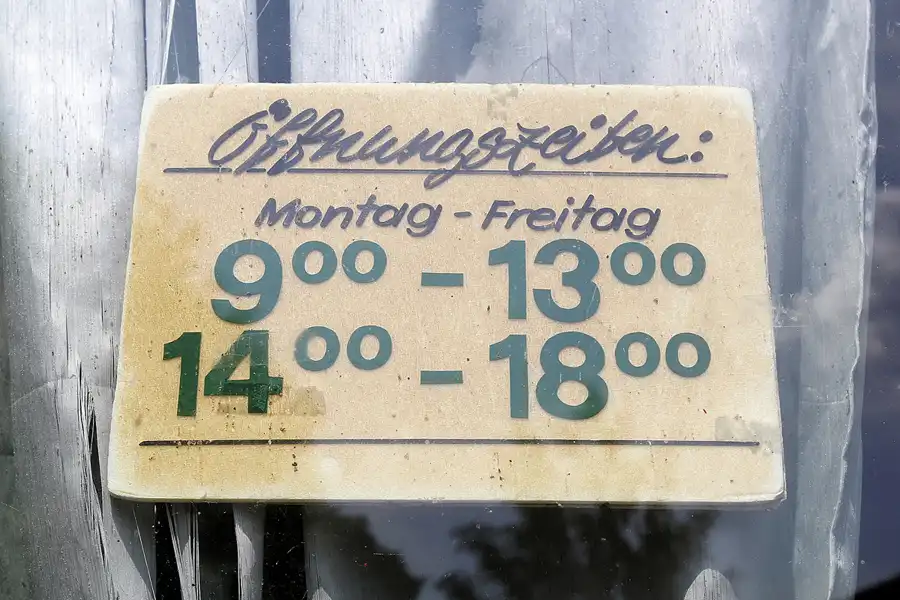 Öffnungszeiten:
Montag - Freitag
9⁰⁰ - 13⁰⁰
14⁰⁰ - 18⁰⁰